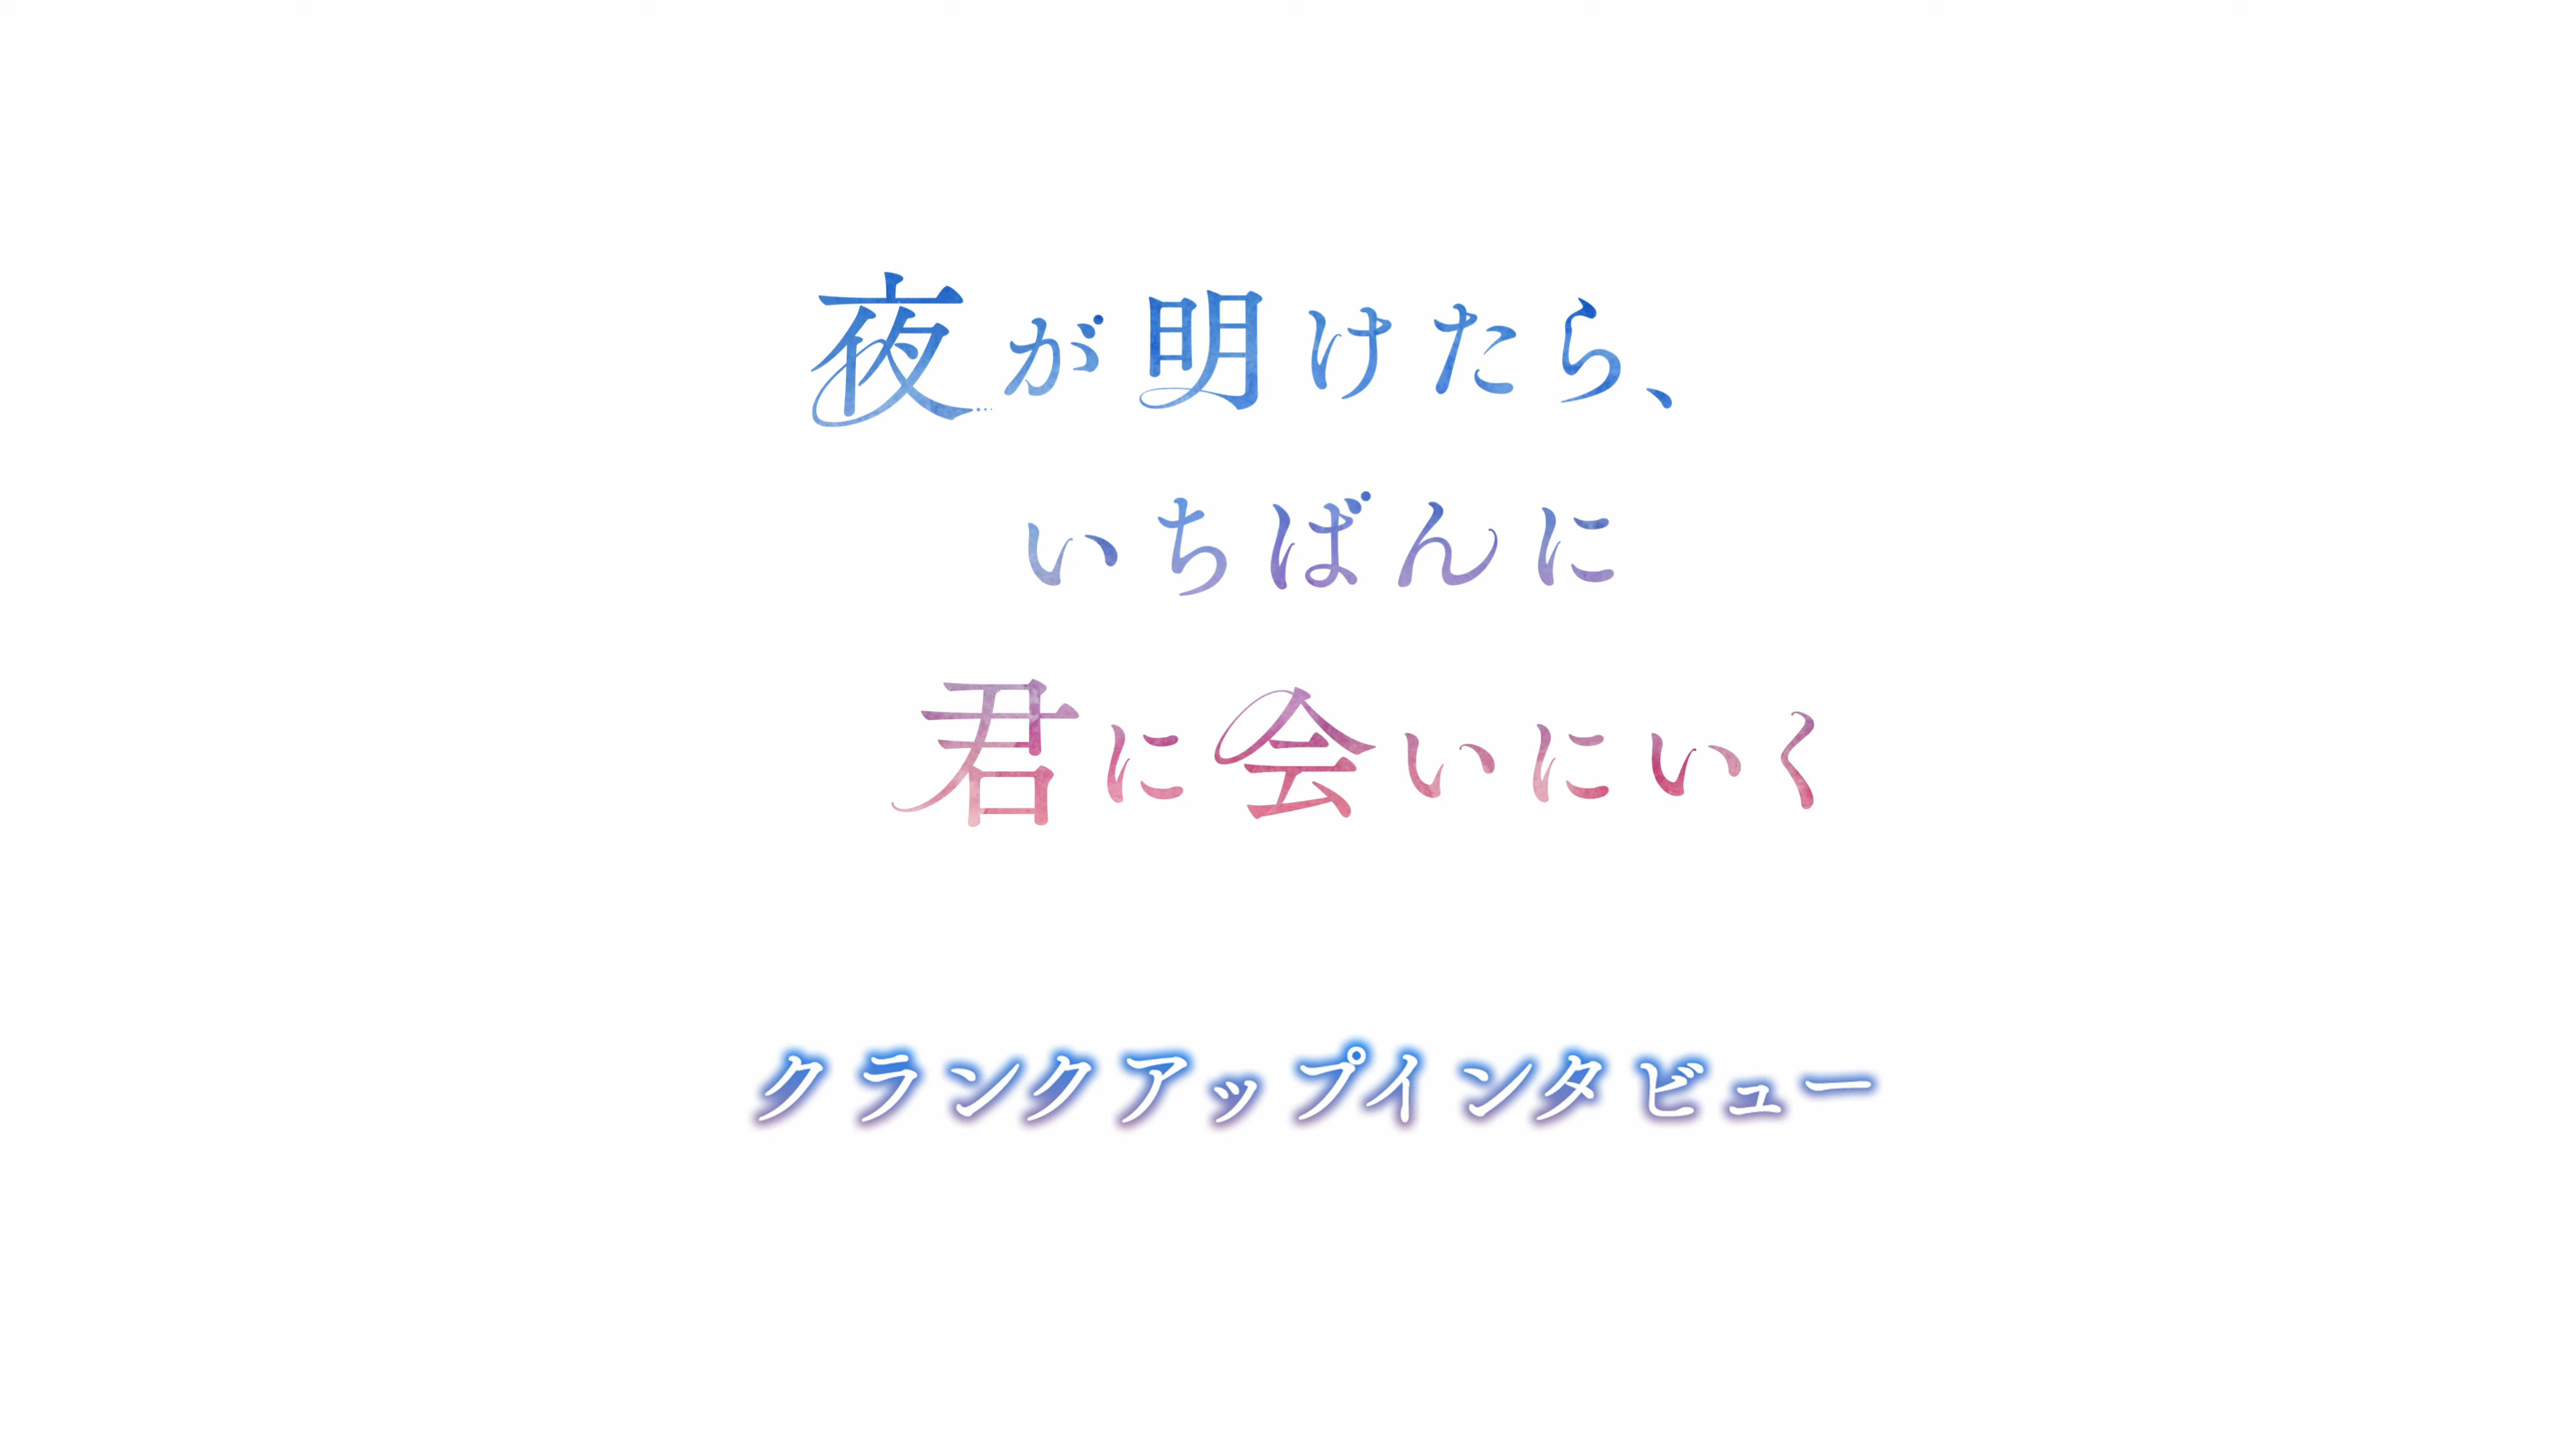 夜が明けたら、
いちばんに
君に会いにいく
クランクアップインタビュー